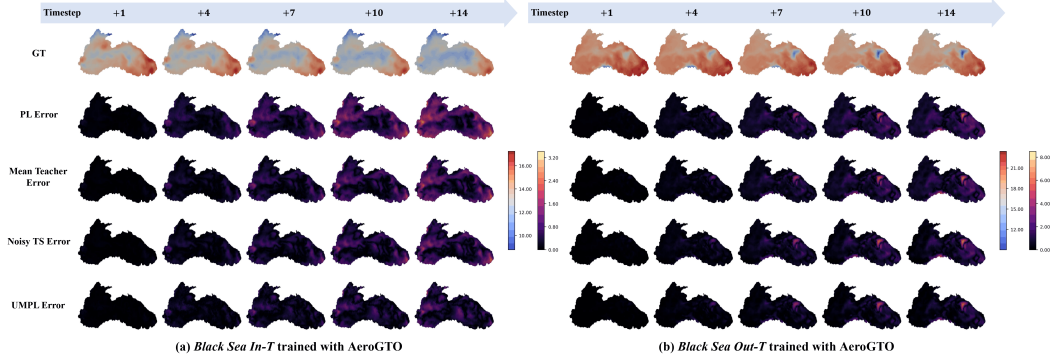 Timestep +1 +4 +7 +10 +14
Timestep +1 +4 +7 +10 +14
GT
PL Error
Mean Teacher
Error
Noisy TS Error
UMPL Error
16.00
14.00
12.00
10.00
3.20
2.40
1.60
0.80
0.00
21.00
18.00
15.00
12.00
8.00
6.00
4.00
2.00
0.00
(a) Black Sea In-T trained with AeroGTO
(b) Black Sea Out-T trained with AeroGTO